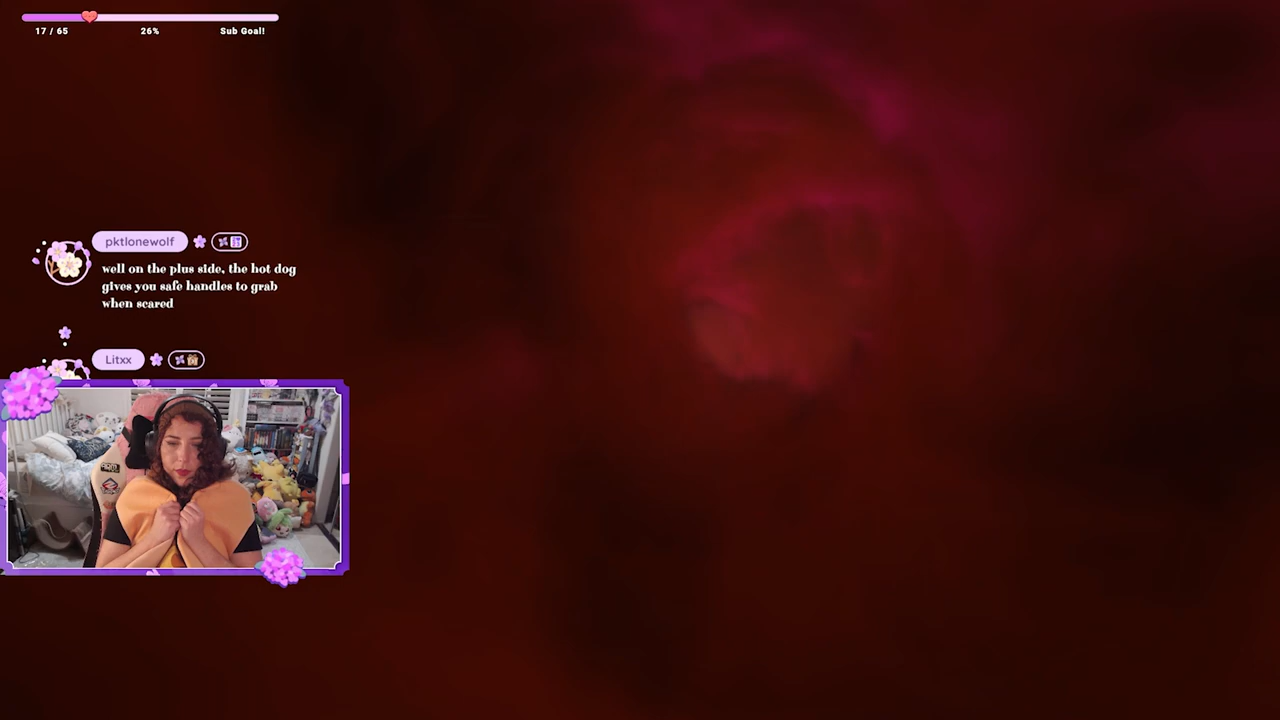 17 / 65 26% Sub Goal!
pktlonewolf
well on the plus side, the hot dog
gives you safe handles to grab
when scared
Litxx